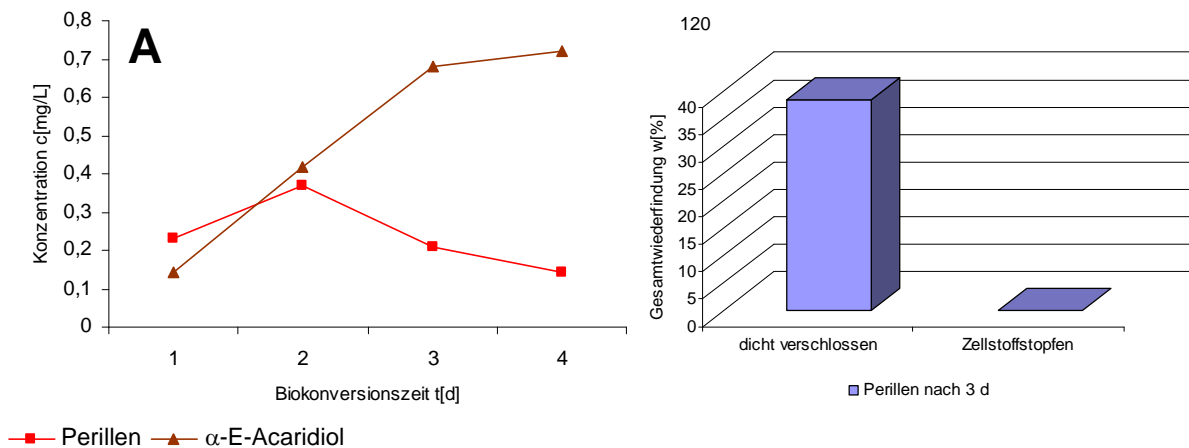 A
0,8
0,7
0,6
0,5
0,4
0,3
0,2
0,1
0
Konzentration c[mg/L]
1 2 3 4
Biokonversionszeit t[d]
Perillen α-E-Acaridiol
120
40
35
30
25
20
15
10
5
0
Gesamtwiederfindung w[%]
dicht verschlossen Zellstoffstopfen
Perillen nach 3 d